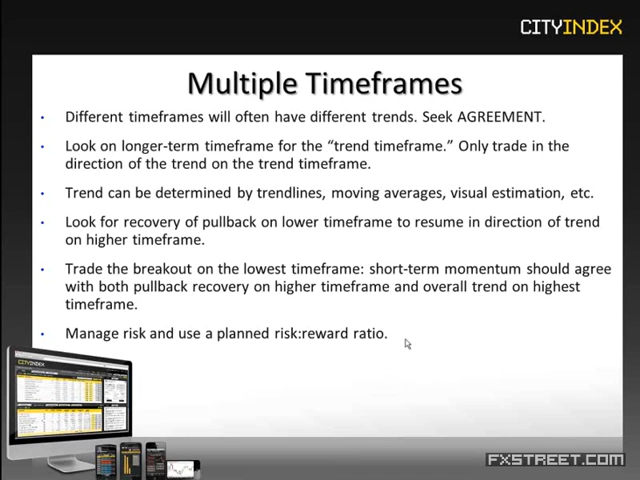 CITYINDEX
Multiple Timeframes
• Different timeframes will often have different trends. Seek AGREEMENT.
• Look on longer-term timeframe for the “trend timeframe.” Only trade in the
direction of the trend on the trend timeframe.
• Trend can be determined by trendlines, moving averages, visual estimation, etc.
• Look for recovery of pullback on lower timeframe to resume in direction of trend
on higher timeframe.
• Trade the breakout on the lowest timeframe: short-term momentum should agree
with both pullback recovery on higher timeframe and overall trend on highest
timeframe.
• Manage risk and use a planned risk:reward ratio.
CITYINDEX
FXSTREET.COM